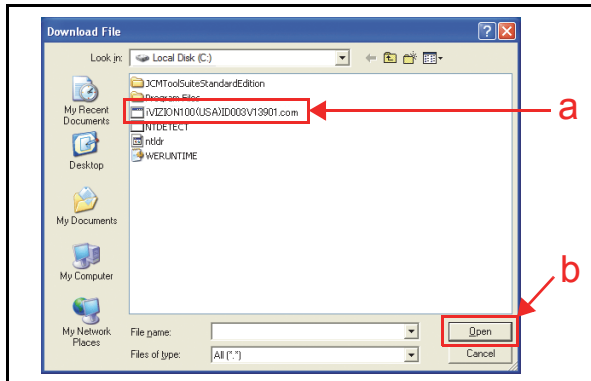 Download File
Look in: Local Disk (C:)
JCMToolSuiteStandardEdition
Program Files
iVIZION100(USA)ID003V13901.com
NTDETECT
ntldr
WERUNTIME
My Recent
Documents
Desktop
My Documents
My Computer
My Network
Places
File name:
Open
Files of type: All (*.*)
Cancel
a
b